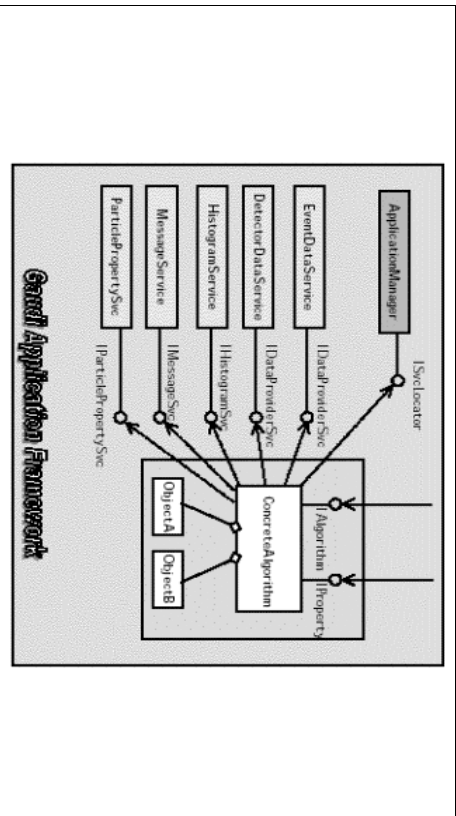 ApplicationManager
ISvcLocator
EventDataService
IDataProviderSvc
DetectorDataService
IDataProviderSvc
HistogramService
IHistogramSvc
MessageService
IMessageSvc
ParticlePropertySvc
IParticlePropertySvc
IAlgorithm
IProperty
ConcreteAlgorithm
ObjectA
ObjectB
Gaudi Application Framework